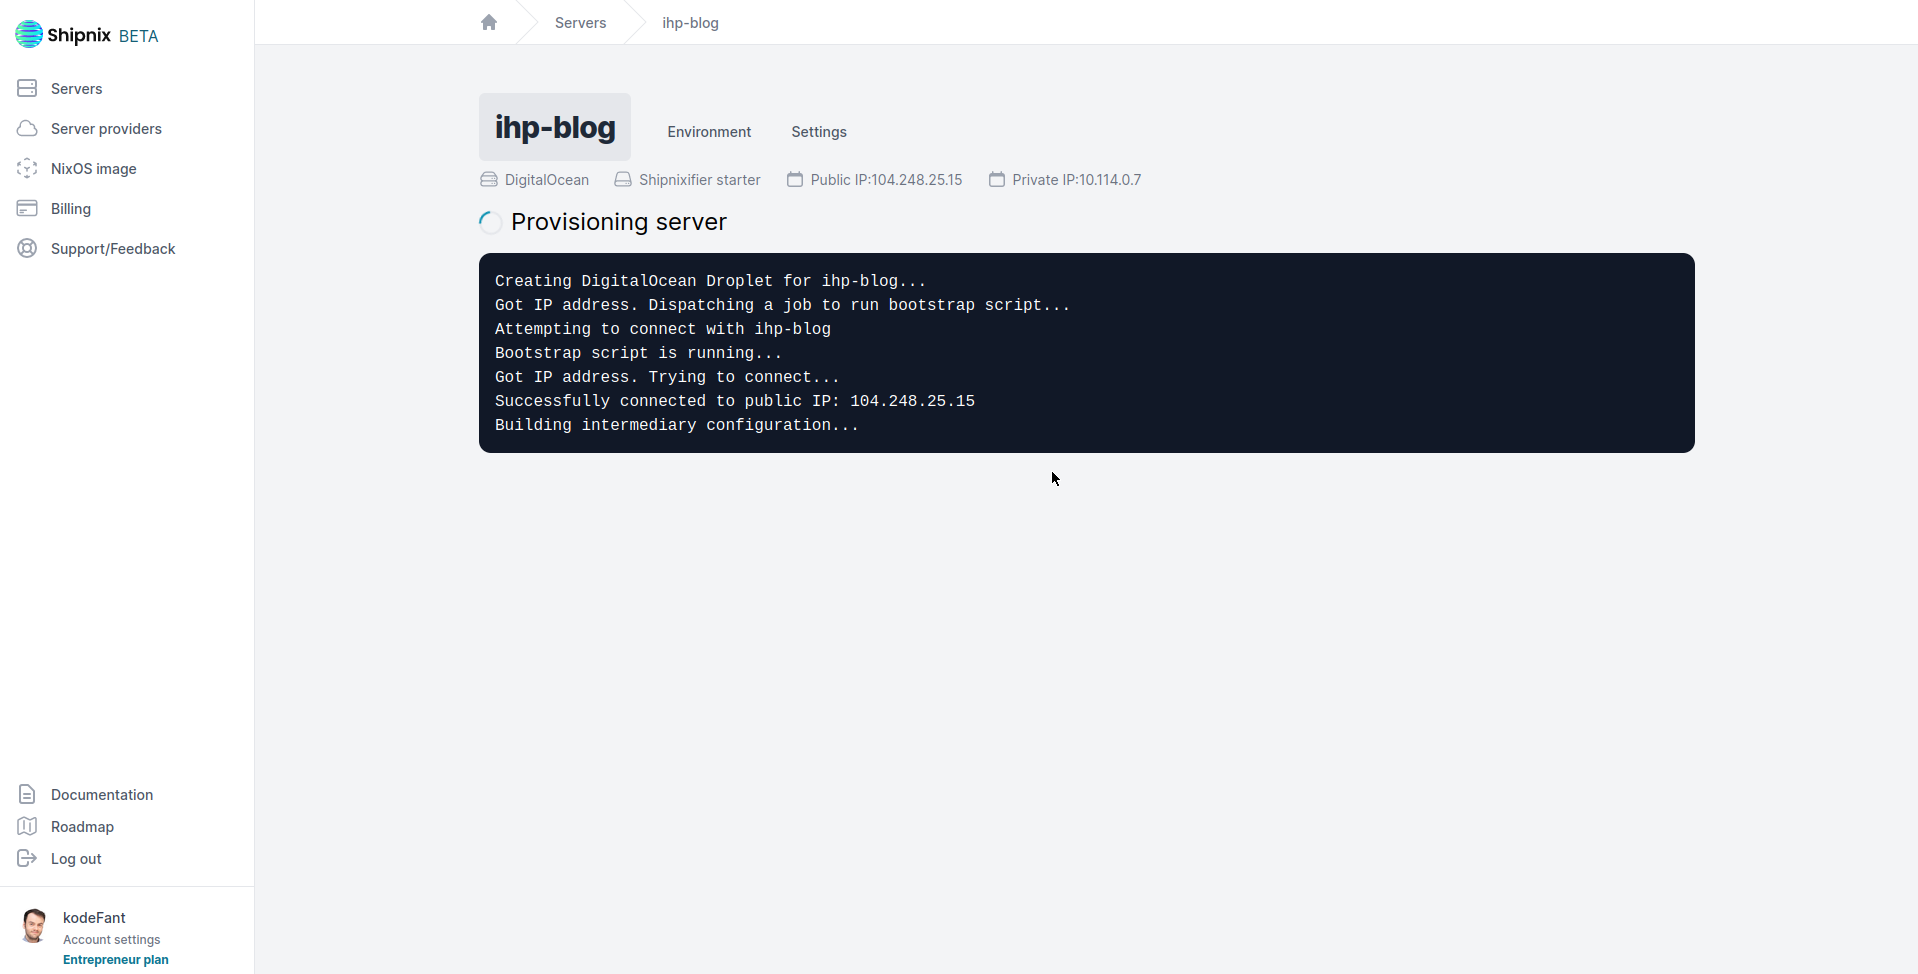 Shipnix BETA
Servers
Server providers
NixOS image
Billing
Support/Feedback
Documentation
Roadmap
Log out
kodeFant
Account settings
Entrepreneur plan
Servers
ihp-blog
ihp-blog
Environment
Settings
DigitalOcean
Shipnixifier starter
Public IP:104.248.25.15
Private IP:10.114.0.7
Provisioning server
Creating DigitalOcean Droplet for ihp-blog...
Got IP address. Dispatching a job to run bootstrap script...
Attempting to connect with ihp-blog
Bootstrap script is running...
Got IP address. Trying to connect...
Successfully connected to public IP: 104.248.25.15
Building intermediary configuration...